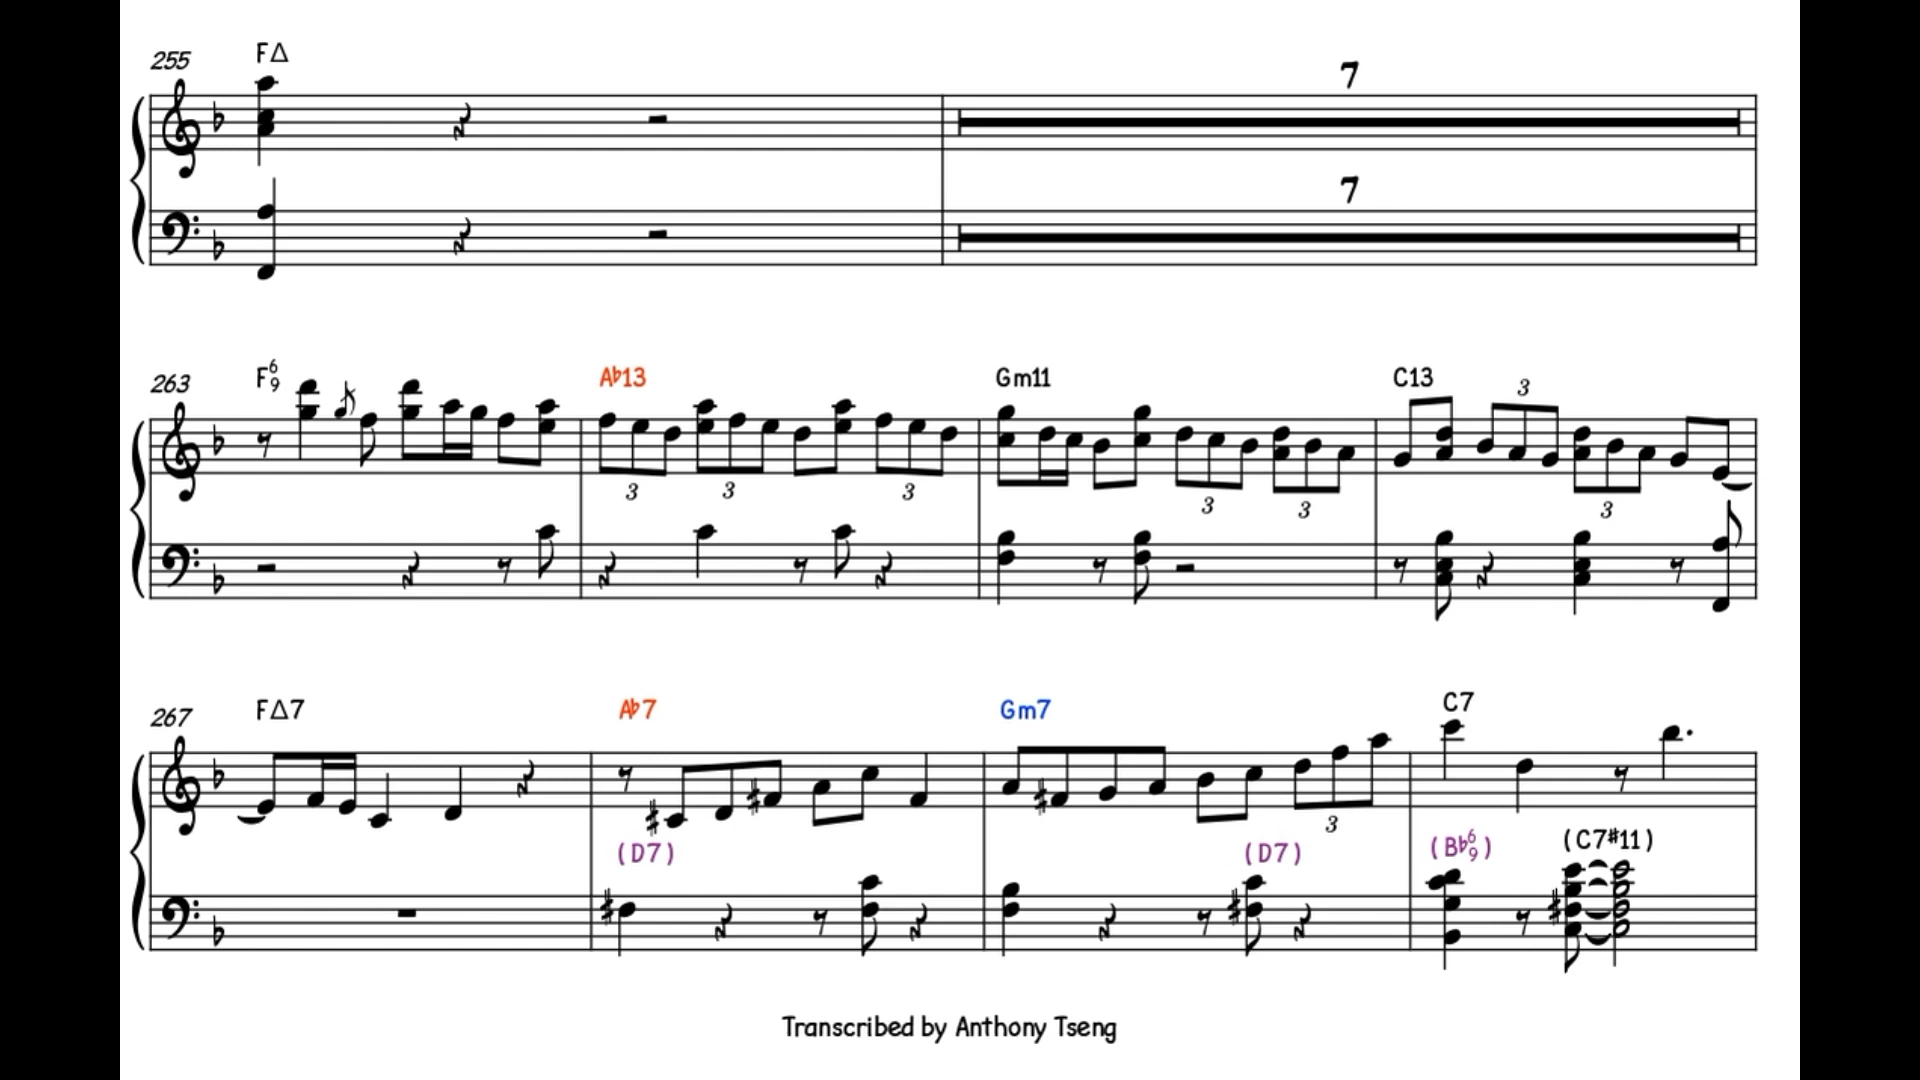 255 FΔ
7
7
263 F6/9 A♭13 Gm11 C13
3
3 3 3 3 3 3
267 FΔ7 A♭7 Gm7 C7
3
(D7) (D7) (B♭6/9) (C7#11)
Transcribed by Anthony Tseng